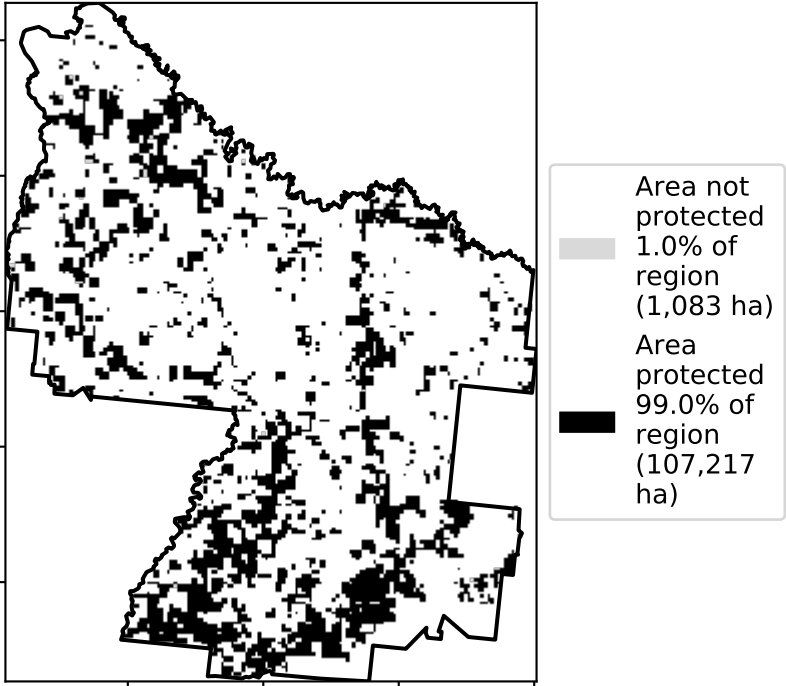 Area not
protected
1.0% of
region
(1,083 ha)
Area
protected
99.0% of
region
(107,217
ha)